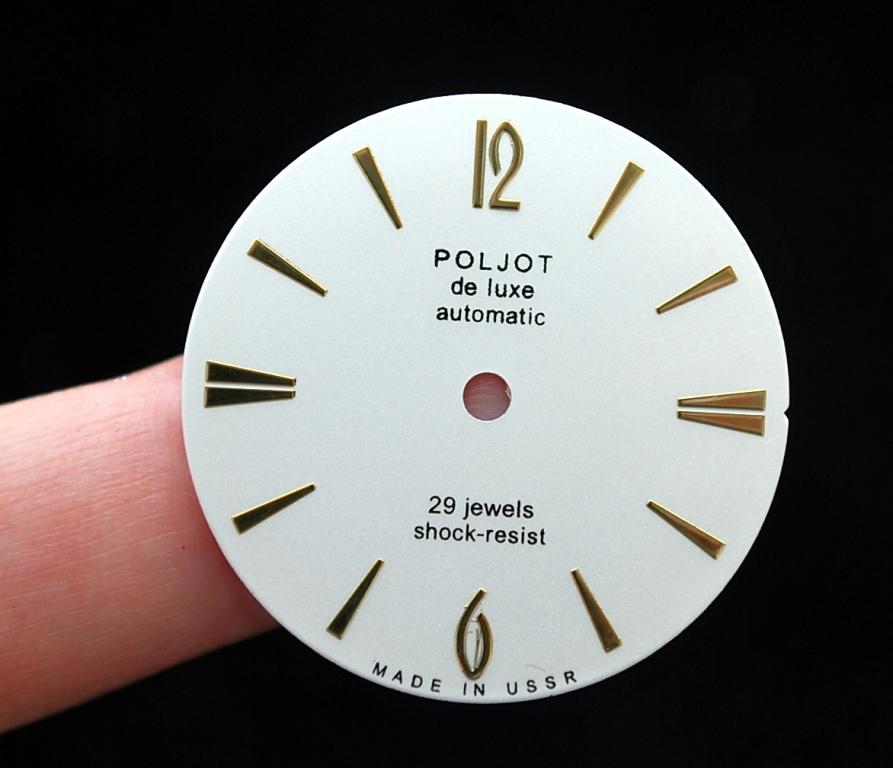 12
POLJOT
de luxe
automatic
29 jewels
shock-resist
6
MADE IN USSR